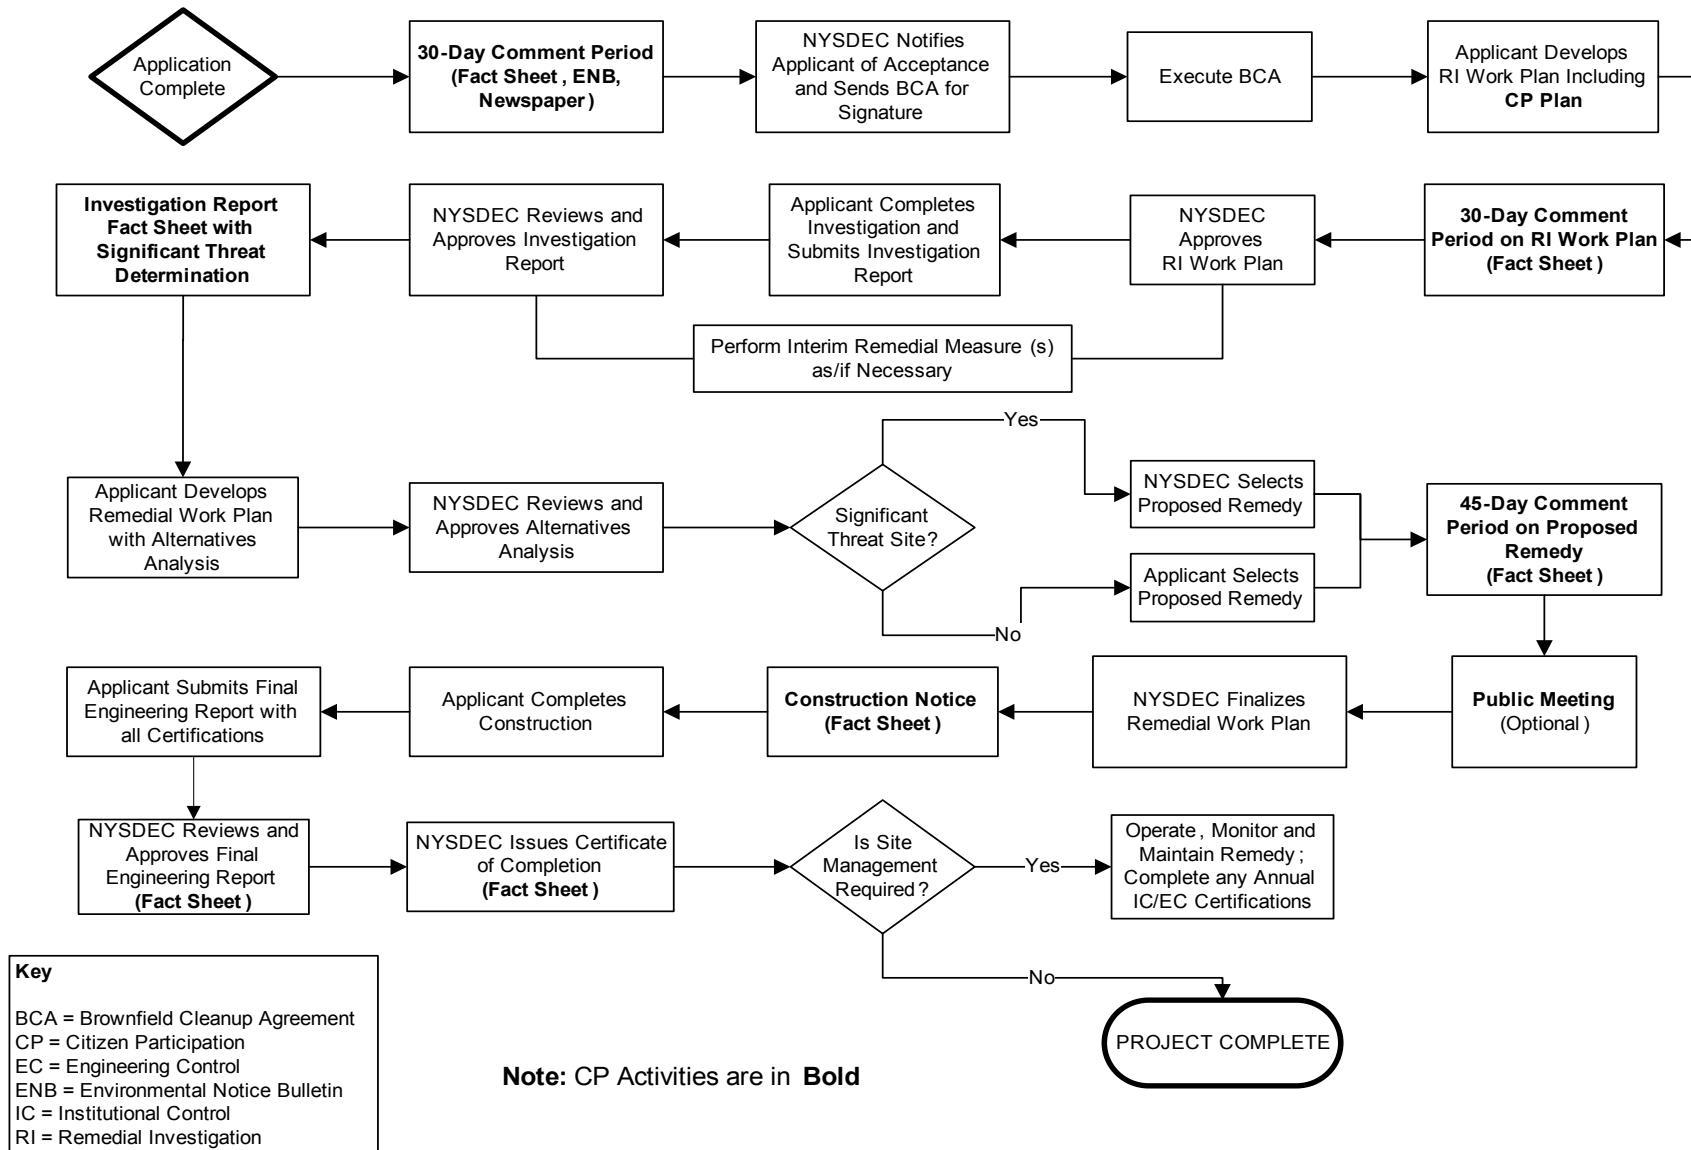 Application
Complete
30-Day Comment Period
(Fact Sheet , ENB,
Newspaper )
NYSDEC Notifies
Applicant of Acceptance
and Sends BCA for
Signature
Execute BCA
Applicant Develops
RI Work Plan Including
CP Plan
30-Day Comment
Period on RI Work Plan
(Fact Sheet )
NYSDEC
Approves
RI Work Plan
Applicant Completes
Investigation and
Submits Investigation
Report
NYSDEC Reviews and
Approves Investigation
Report
Investigation Report
Fact Sheet with
Significant Threat
Determination
Perform Interim Remedial Measure (s)
as/if Necessary
Applicant Develops
Remedial Work Plan
with Alternatives
Analysis
NYSDEC Reviews and
Approves Alternatives
Analysis
Significant
Threat Site?
Yes
No
NYSDEC Selects
Proposed Remedy
Applicant Selects
Proposed Remedy
45-Day Comment
Period on Proposed
Remedy
(Fact Sheet )
Public Meeting
(Optional )
NYSDEC Finalizes
Remedial Work Plan
Construction Notice
(Fact Sheet )
Applicant Completes
Construction
Applicant Submits Final
Engineering Report with
all Certifications
NYSDEC Reviews and
Approves Final
Engineering Report
(Fact Sheet )
NYSDEC Issues Certificate
of Completion
(Fact Sheet )
Is Site
Management
Required?
Yes
Operate , Monitor and
Maintain Remedy ;
Complete any Annual
IC/EC Certifications
No
PROJECT COMPLETE
Key
BCA = Brownfield Cleanup Agreement
CP = Citizen Participation
EC = Engineering Control
ENB = Environmental Notice Bulletin
IC = Institutional Control
RI = Remedial Investigation
Note: CP Activities are in Bold